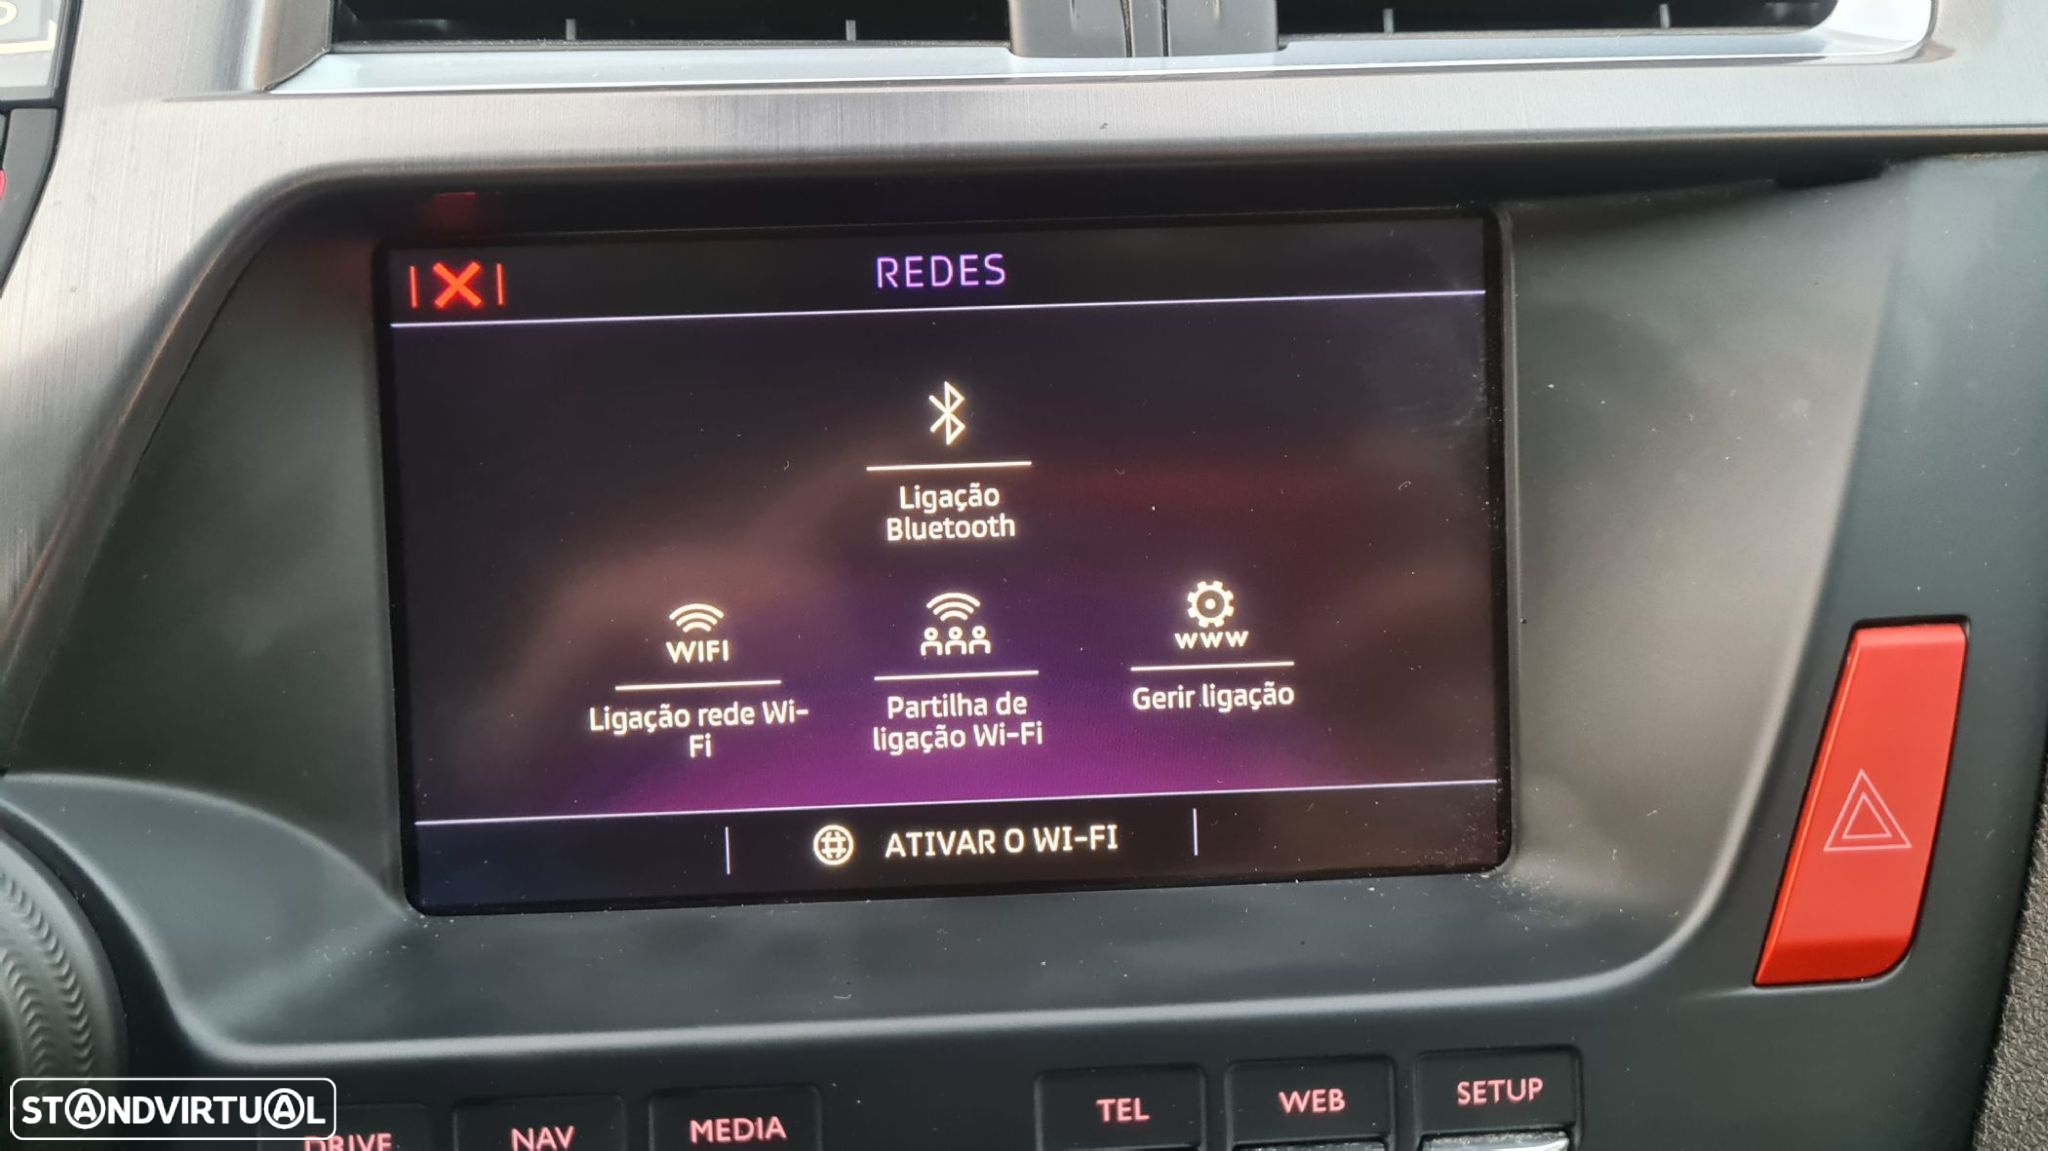 REDES
Ligação
Bluetooth
WIFI
WWW
Ligação rede Wi-
Fi
Partilha de
ligação Wi-Fi
Gerir ligação
ATIVAR O WI-FI
DRIVE
NAV
MEDIA
TEL
WEB
SETUP
STANDVIRTUAL